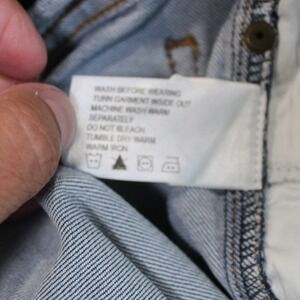 WASH BEFORE WEARING
TURN GARMENT INSIDE OUT
MACHINE WASH WARM
SEPARATELY
DO NOT BLEACH
TUMBLE DRY WARM
WARM IRON